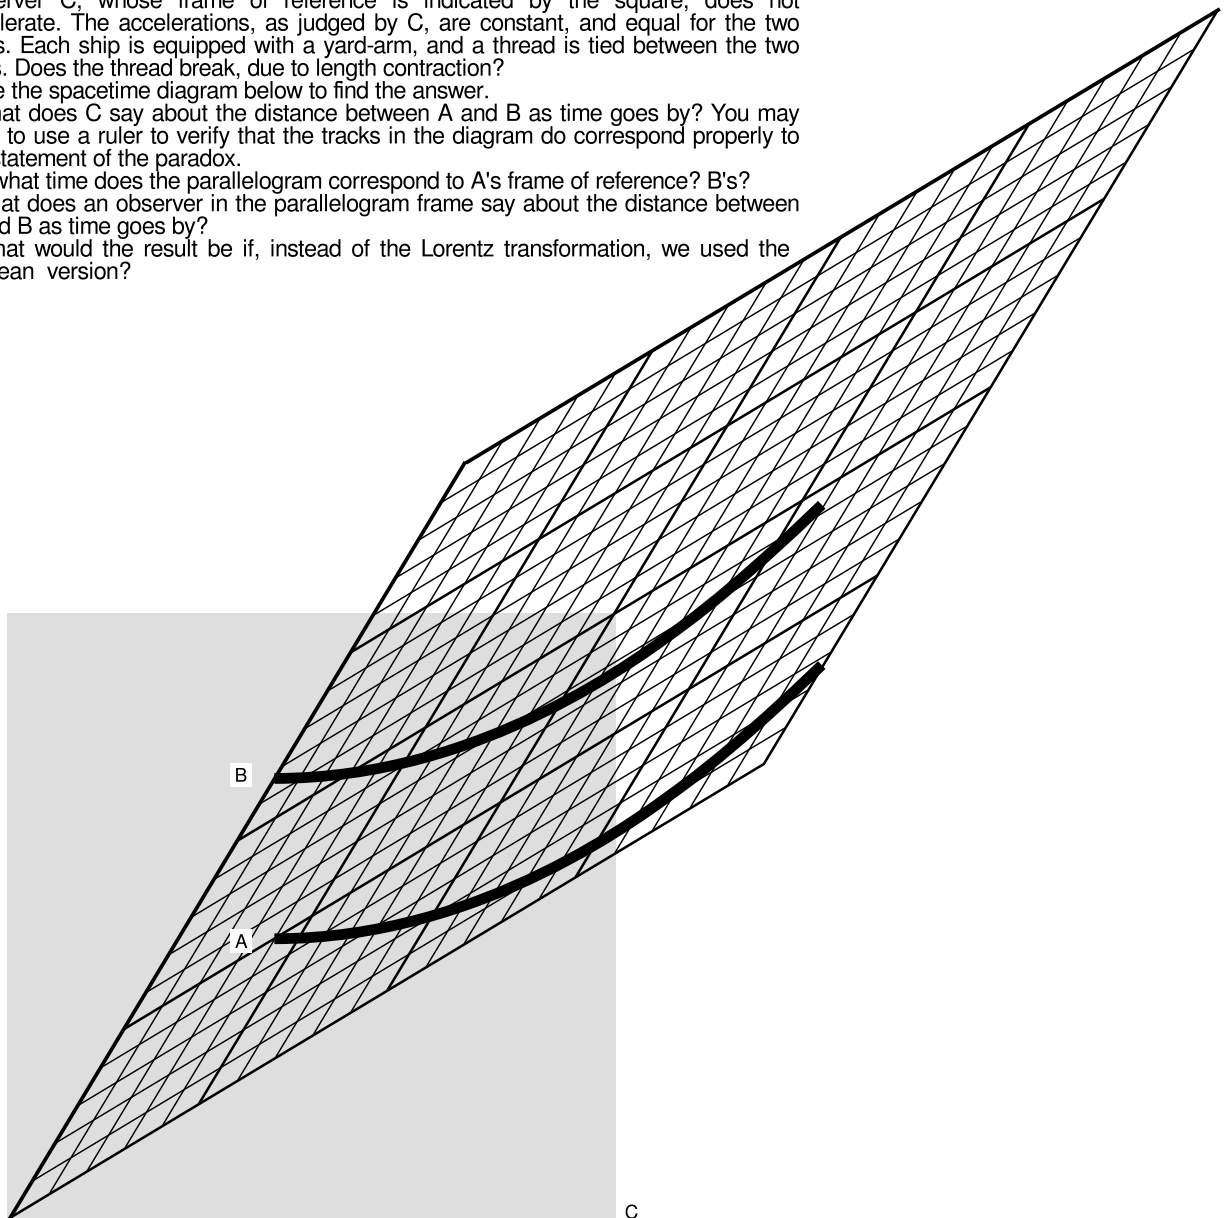 erver C, whose frame of reference is indicated by the square, does not
lerate. The accelerations, as judged by C, are constant, and equal for the two
s. Each ship is equipped with a yard-arm, and a thread is tied between the two
s. Does the thread break, due to length contraction?
e the spacetime diagram below to find the answer.
hat does C say about the distance between A and B as time goes by? You may
to use a ruler to verify that the tracks in the diagram do correspond properly to
statement of the paradox.
what time does the parallelogram correspond to A's frame of reference? B's?
hat does an observer in the parallelogram frame say about the distance between
d B as time goes by?
hat would the result be if, instead of the Lorentz transformation, we used the
ean version?
B
A
C